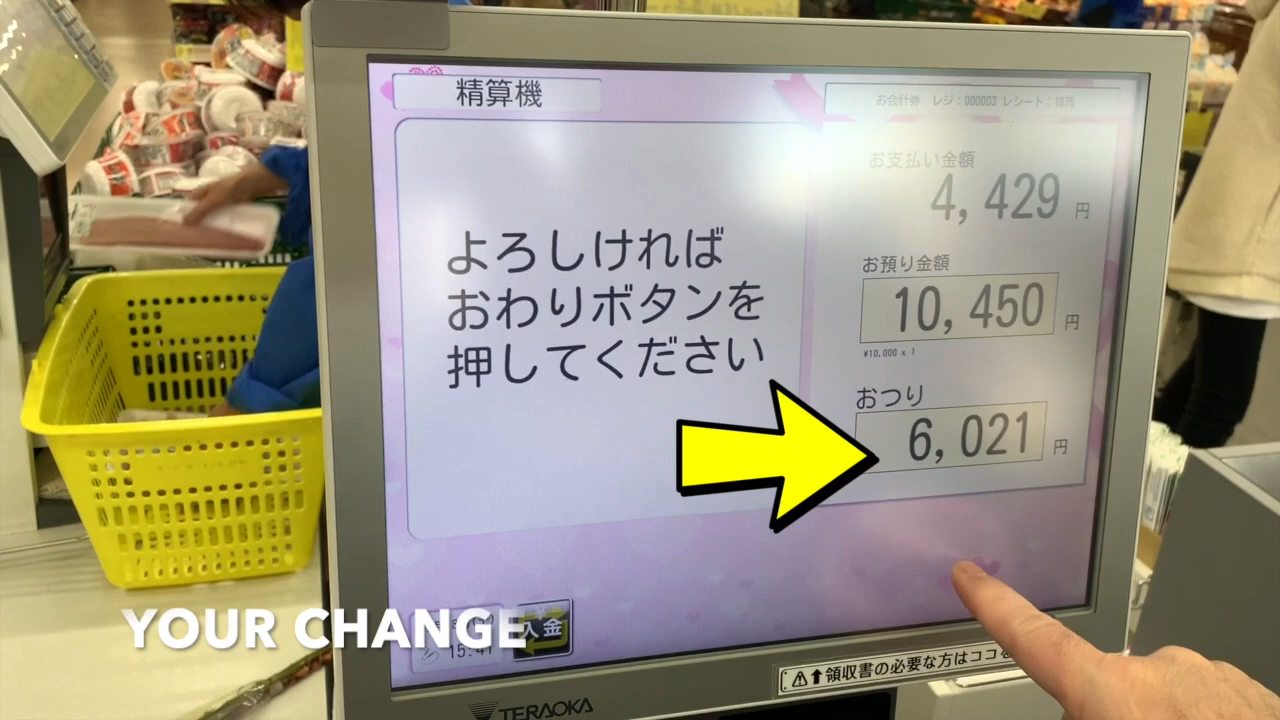 精算機
お会計券 レジ:000003 レシート:1875
お支払い金額
4,429 円
お預り金額
10,450 円
¥10,000 x 1
おつり
6,021 円
よろしければ
おわりボタンを
押してください
YOUR CHANGE
15:41
入金
領収書の必要な方はココを
TERAOKA